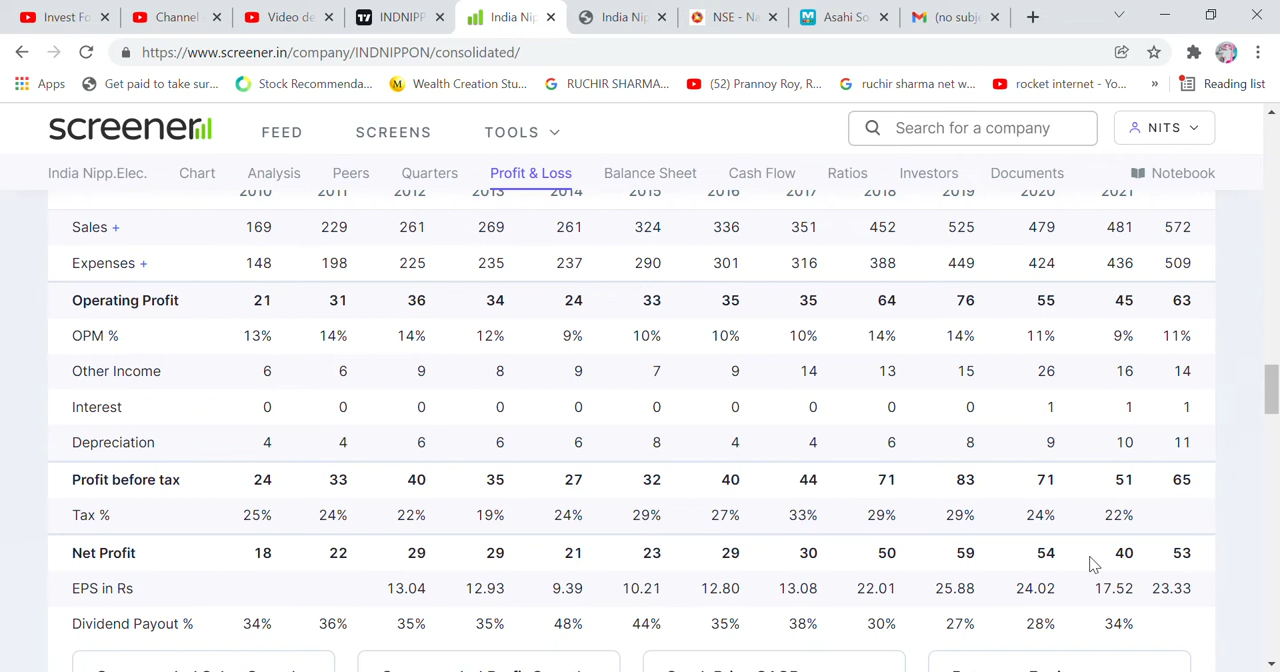 Invest Fo
Channel
Video de
INDNIPP
India Nip
India Nip
NSE - Na
Asahi So
(no subje
https://www.screener.in/company/INDNIPPON/consolidated/
Apps
Get paid to take sur...
Stock Recommenda...
Wealth Creation Stu...
RUCHIR SHARMA...
(52) Prannoy Roy, R...
ruchir sharma net w...
rocket internet - Yo...
»
Reading list
screener
FEED
SCREENS
TOOLS
Search for a company
NITS
India Nipp.Elec.
Chart
Analysis
Peers
Quarters
Profit & Loss
Balance Sheet
Cash Flow
Ratios
Investors
Documents
Notebook
2010 2011 2012 2013 2014 2015 2016 2017 2018 2019 2020 2021
Sales + 169 229 261 269 261 324 336 351 452 525 479 481 572
Expenses + 148 198 225 235 237 290 301 316 388 449 424 436 509
Operating Profit 21 31 36 34 24 33 35 35 64 76 55 45 63
OPM % 13% 14% 14% 12% 9% 10% 10% 10% 14% 14% 11% 9% 11%
Other Income 6 6 9 8 9 7 9 14 13 15 26 16 14
Interest 0 0 0 0 0 0 0 0 0 0 1 1 1
Depreciation 4 4 6 6 6 8 4 4 6 8 9 10 11
Profit before tax 24 33 40 35 27 32 40 44 71 83 71 51 65
Tax % 25% 24% 22% 19% 24% 29% 27% 33% 29% 29% 24% 22%
Net Profit 18 22 29 29 21 23 29 30 50 59 54 40 53
EPS in Rs 13.04 12.93 9.39 10.21 12.80 13.08 22.01 25.88 24.02 17.52 23.33
Dividend Payout % 34% 36% 35% 35% 48% 44% 35% 38% 30% 27% 28% 34%